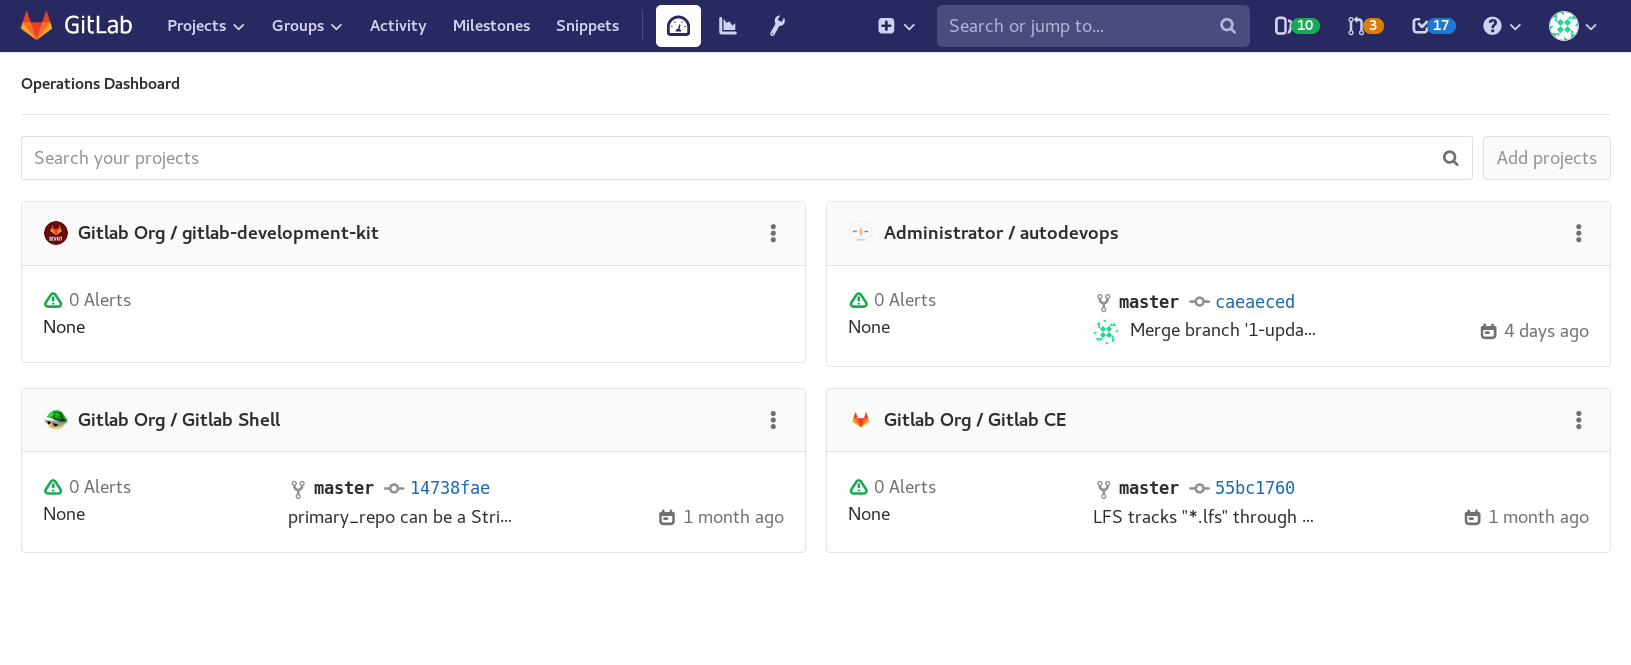 GitLab Projects Groups Activity Milestones Snippets Search or jump to... 10 3 17
Operations Dashboard
Search your projects Add projects
Gitlab Org / gitlab-development-kit
0 Alerts
None
Administrator / autodevops
0 Alerts master caeaeced
None Merge branch '1-upda... 4 days ago
Gitlab Org / Gitlab Shell
0 Alerts master 14738fae
None primary_repo can be a Stri... 1 month ago
Gitlab Org / Gitlab CE
0 Alerts master 55bc1760
None LFS tracks "*.lfs" through ... 1 month ago